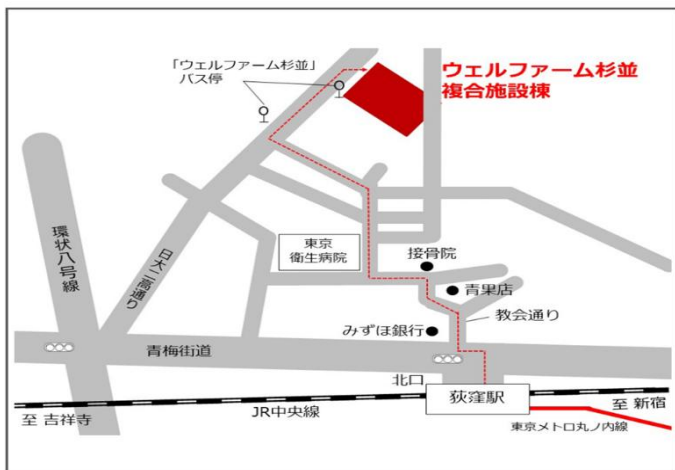 「ウェルファーム杉並」
バス停
ウェルファーム杉並
複合施設棟
環状八号線
日大二高通り
東京
衛生病院
接骨院
青果店
教会通り
みずほ銀行
青梅街道
北口
荻窪駅
至 吉祥寺
JR中央線
至 新宿
東京メトロ丸ノ内線